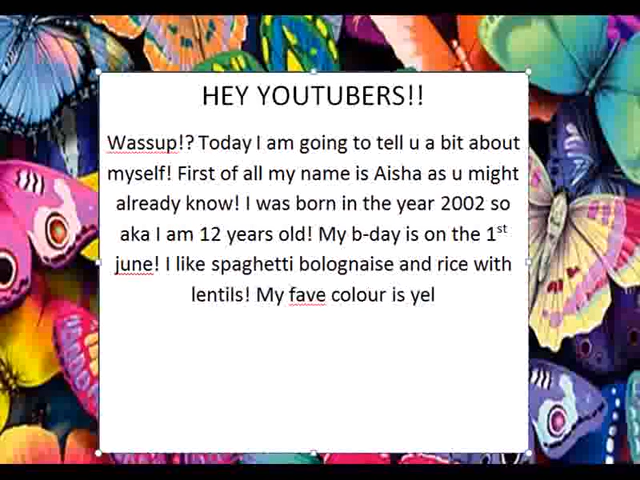 HEY YOUTUBERS!!
Wassup!? Today I am going to tell u a bit about
myself! First of all my name is Aisha as u might
already know! I was born in the year 2002 so
aka I am 12 years old! My b-day is on the 1st
june! I like spaghetti bolognaise and rice with
lentils! My fave colour is yel